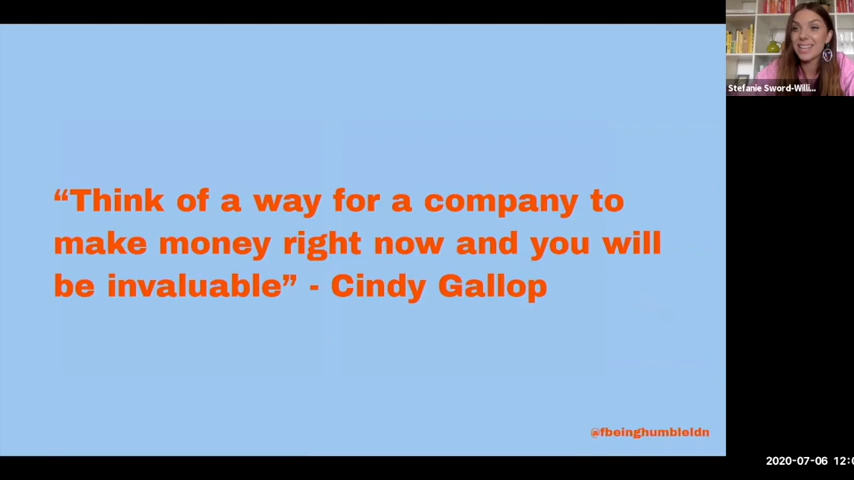 Stefanie Sword-Willi...
“Think of a way for a company to
make money right now and you will
be invaluable” - Cindy Gallop
@fbeinghumbleldn
2020-07-06 12:0